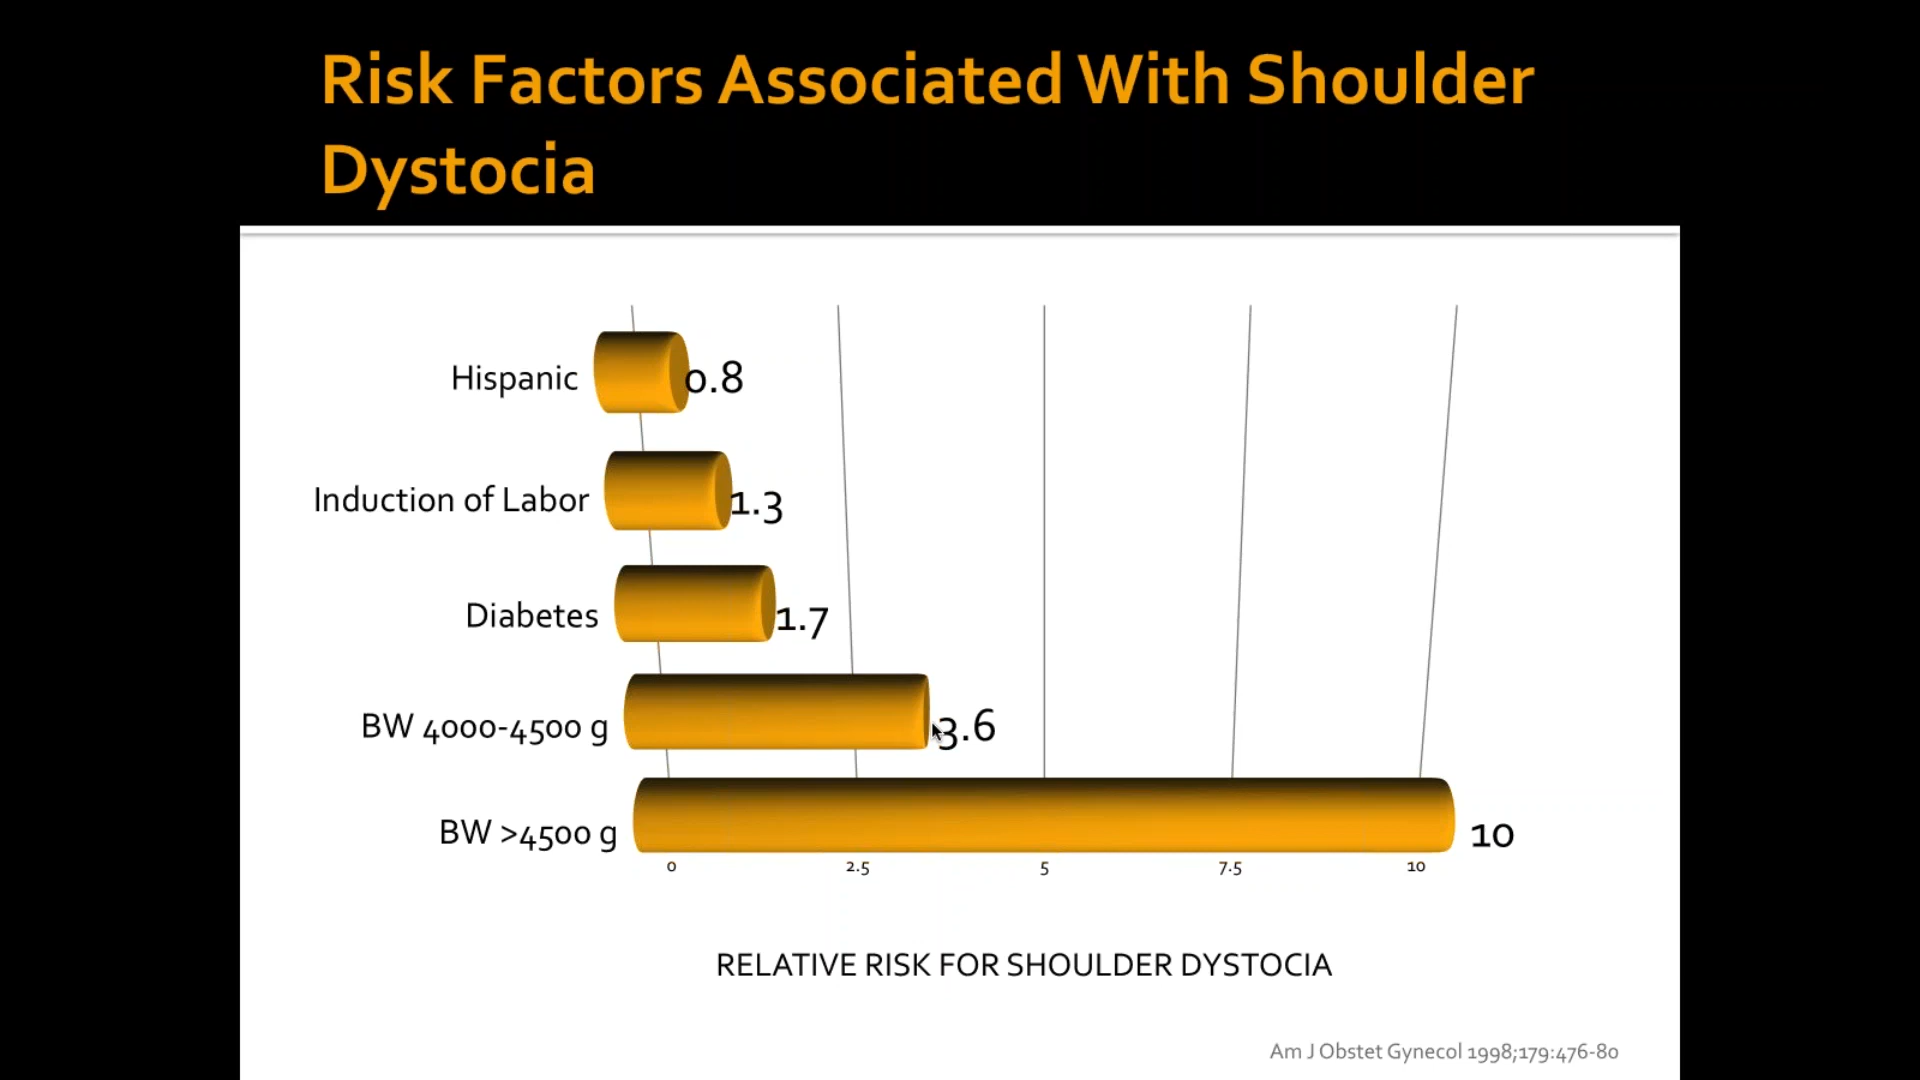 Risk Factors Associated With Shoulder
Dystocia
Hispanic 0.8
Induction of Labor 1.3
Diabetes 1.7
BW 4000-4500 g 3.6
BW >4500 g 10
0 2.5 5 7.5 10
RELATIVE RISK FOR SHOULDER DYSTOCIA
Am J Obstet Gynecol 1998;179:476-80